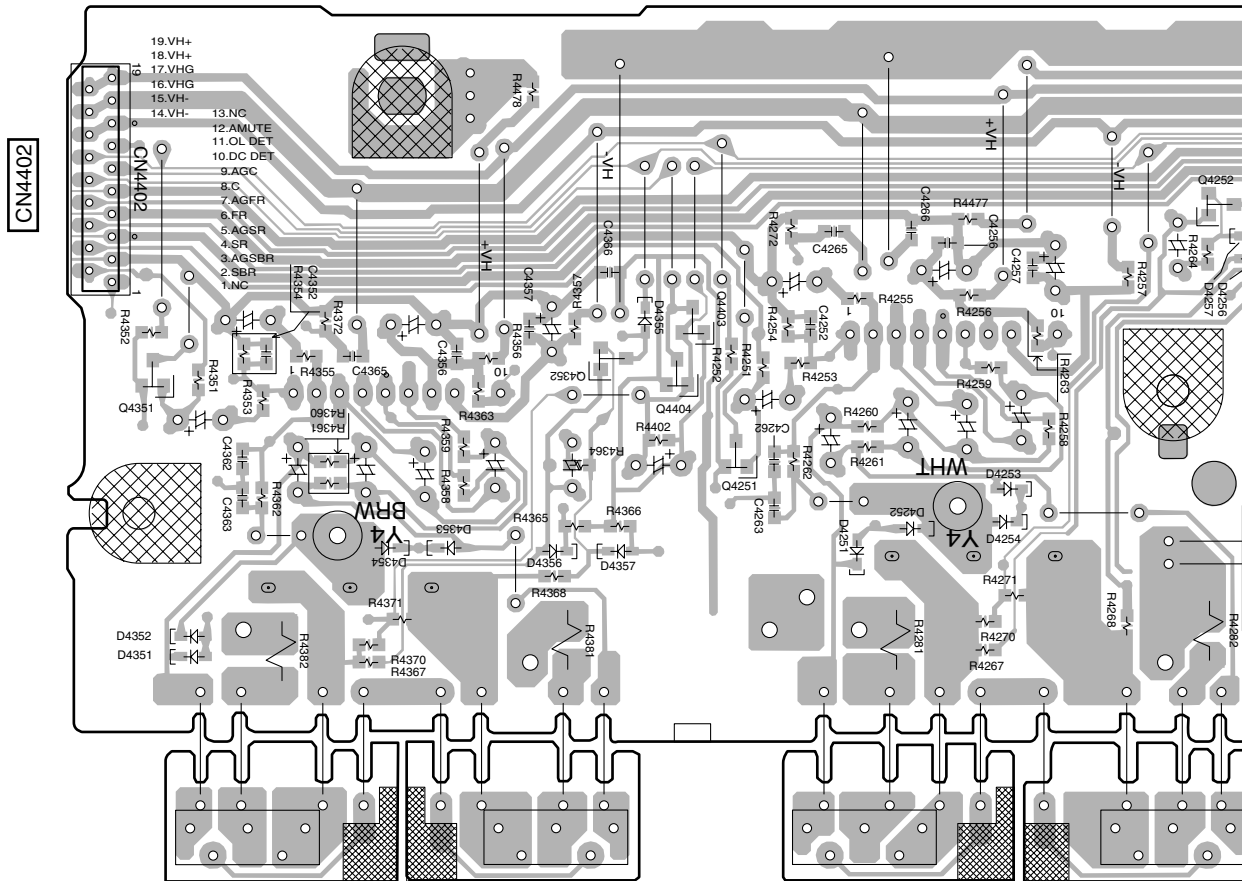 CN4402
19.VH+
18.VH+
17.VHG
16.VHG
15.VH-
14.VH-
13.NC
12.AMUTE
11.OL DET
10.DC DET
9.AGC
8.C
7.AGFR
6.FR
5.AGSR
4.SR
3.AGSBR
2.SBR
1.NC
19
CN4402
1
R4478
+VH
-VH
+VH
-VH
C4366
R4272
C4265
C4266
R4477
C4256
C4257
Q4252
R4264
D4256
D4257
R4257
R4352
C4352
R4354
R4372
C4357
R4357
D4355
Q4403
R4254
C4252
R4255
1
R4256
10
R4355
C4365
C4356
R4356
10
1
Q4352
R4252
R4251
R4253
R4259
R4263
Q4351
R4351
R4353
R4360
R4361
R4363
Q4404
R4402
C4262
R4260
R4261
R4258
C4362
C4363
R4362
R4359
R4358
R4364
Q4251
R4262
C4263
WHT
Y4
D4253
D4254
D4252
D4251
BRW
Y4
D4353
D4354
R4365
R4366
D4356
D4357
R4368
R4371
R4271
R4268
D4352
D4351
R4382
R4370
R4367
R4381
R4281
R4270
R4267
R4282